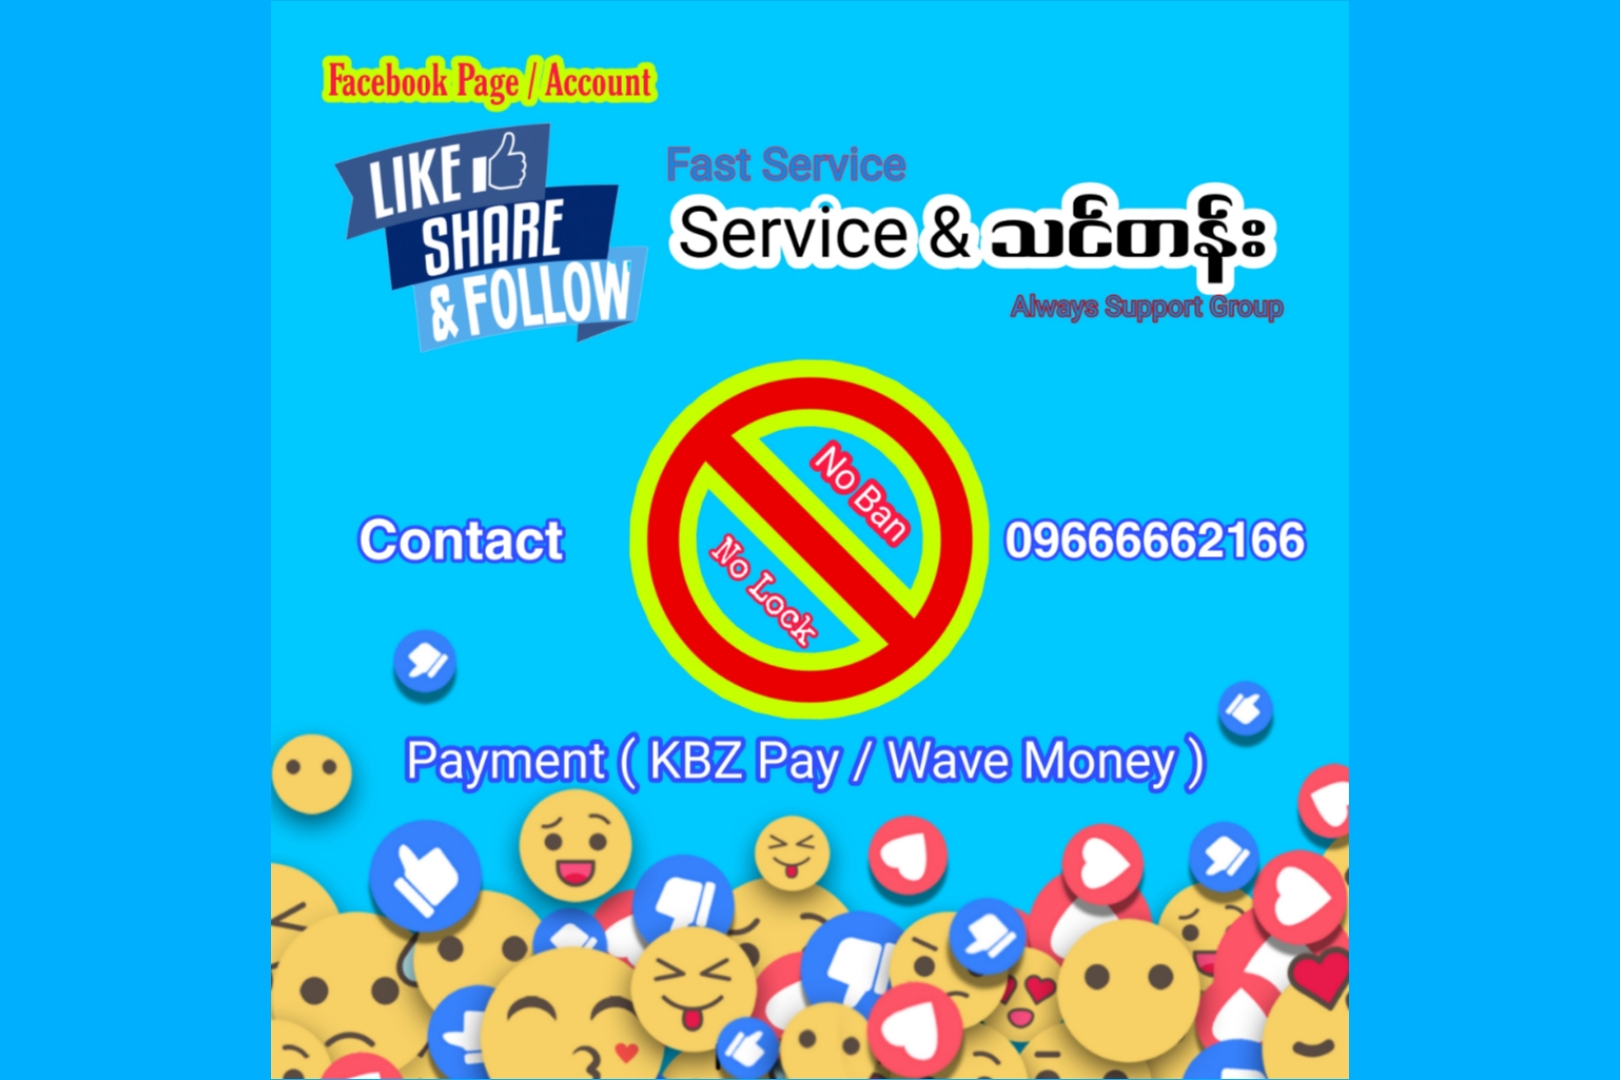 Facebook Page / Account
LIKE
SHARE
& FOLLOW
Fast Service
Service & သင်တန်း
Always Support Group
No Ban
No Lock
Contact
09666662166
Payment ( KBZ Pay / Wave Money )